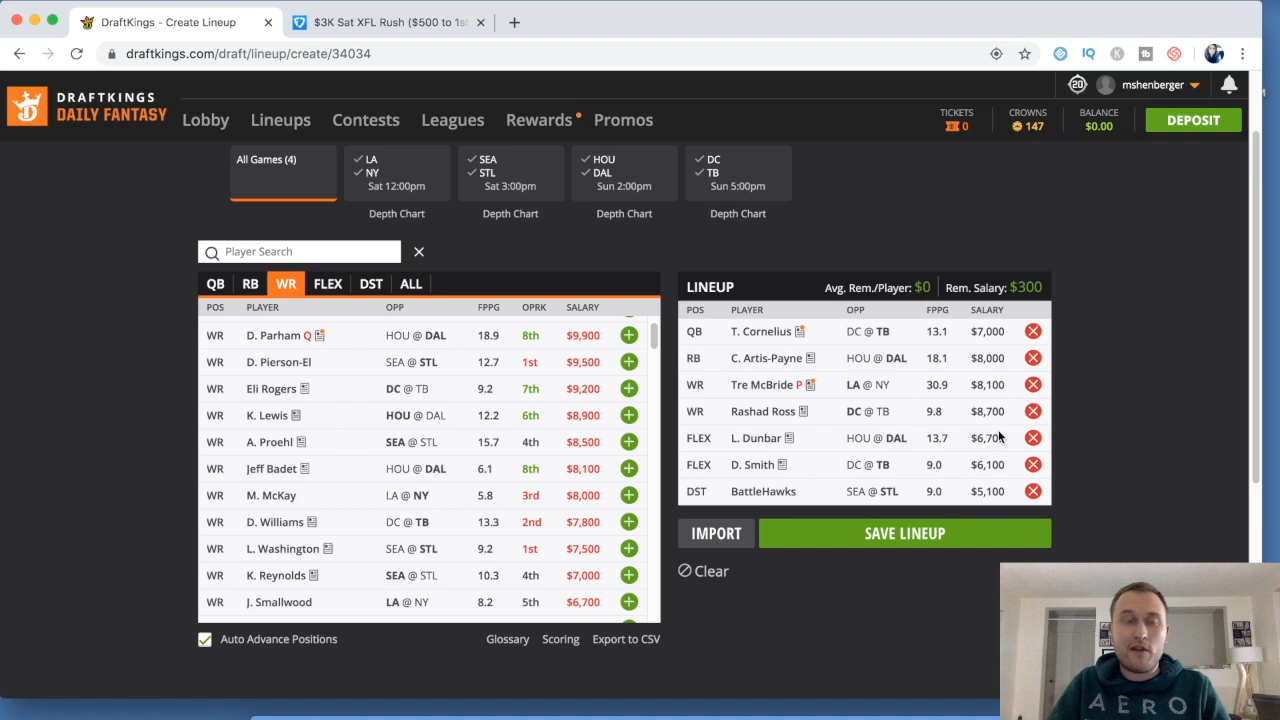 DraftKings - Create Lineup
$3K Sat XFL Rush ($500 to 1st
draftkings.com/draft/lineup/create/34034
IQ
K
tb
20
mshenberger
DRAFTKINGS
DAILY FANTASY
Lobby Lineups Contests Leagues Rewards Promos
TICKETS CROWNS BALANCE
0 147 $0.00
DEPOSIT
All Games (4)
LA
NY
Sat 12:00pm
SEA
STL
Sat 3:00pm
HOU
DAL
Sun 2:00pm
DC
TB
Sun 5:00pm
Depth Chart Depth Chart Depth Chart Depth Chart
Player Search
QB RB WR FLEX DST ALL
POS PLAYER OPP FPPG OPRK SALARY
WR D. Parham Q HOU @ DAL 18.9 8th $9,900
WR D. Pierson-El SEA @ STL 12.7 1st $9,500
WR Eli Rogers DC @ TB 9.2 7th $9,200
WR K. Lewis HOU @ DAL 12.2 6th $8,900
WR A. Proehl SEA @ STL 15.7 4th $8,500
WR Jeff Badet HOU @ DAL 6.1 8th $8,100
WR M. McKay LA @ NY 5.8 3rd $8,000
WR D. Williams DC @ TB 13.3 2nd $7,800
WR L. Washington SEA @ STL 9.2 1st $7,500
WR K. Reynolds SEA @ STL 10.3 4th $7,000
WR J. Smallwood LA @ NY 8.2 5th $6,700
Auto Advance Positions Glossary Scoring Export to CSV
LINEUP Avg. Rem./Player: $0 Rem. Salary: $300
POS PLAYER OPP FPPG SALARY
QB T. Cornelius DC @ TB 13.1 $7,000
RB C. Artis-Payne HOU @ DAL 18.1 $8,000
WR Tre McBride P LA @ NY 30.9 $8,100
WR Rashad Ross DC @ TB 9.8 $8,700
FLEX L. Dunbar HOU @ DAL 13.7 $6,700
FLEX D. Smith DC @ TB 9.0 $6,100
DST BattleHawks SEA @ STL 9.0 $5,100
IMPORT SAVE LINEUP
Clear
AERO